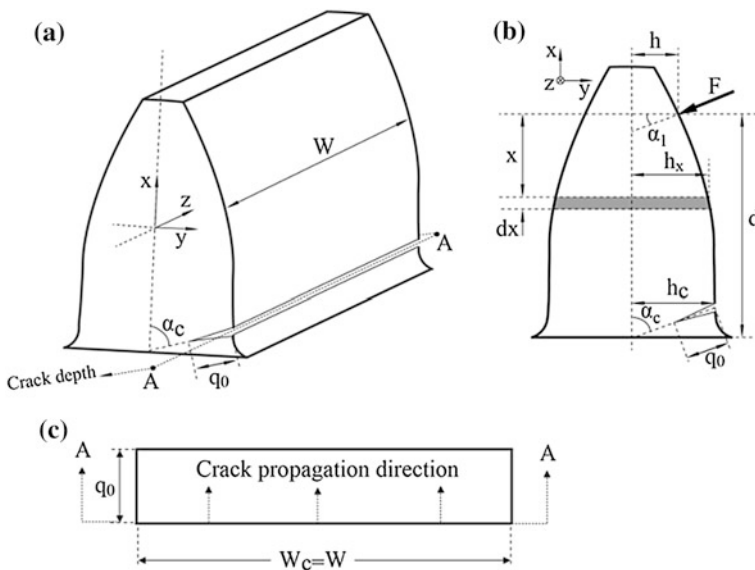 (a)
W
x
z
y
αc
A
A
q₀
Crack depth
(b)
x
z
y
h
F
α₁
x
hₓ
dx
d
hc
αc
q₀
(c)
A
A
q₀
Crack propagation direction
Wc=W